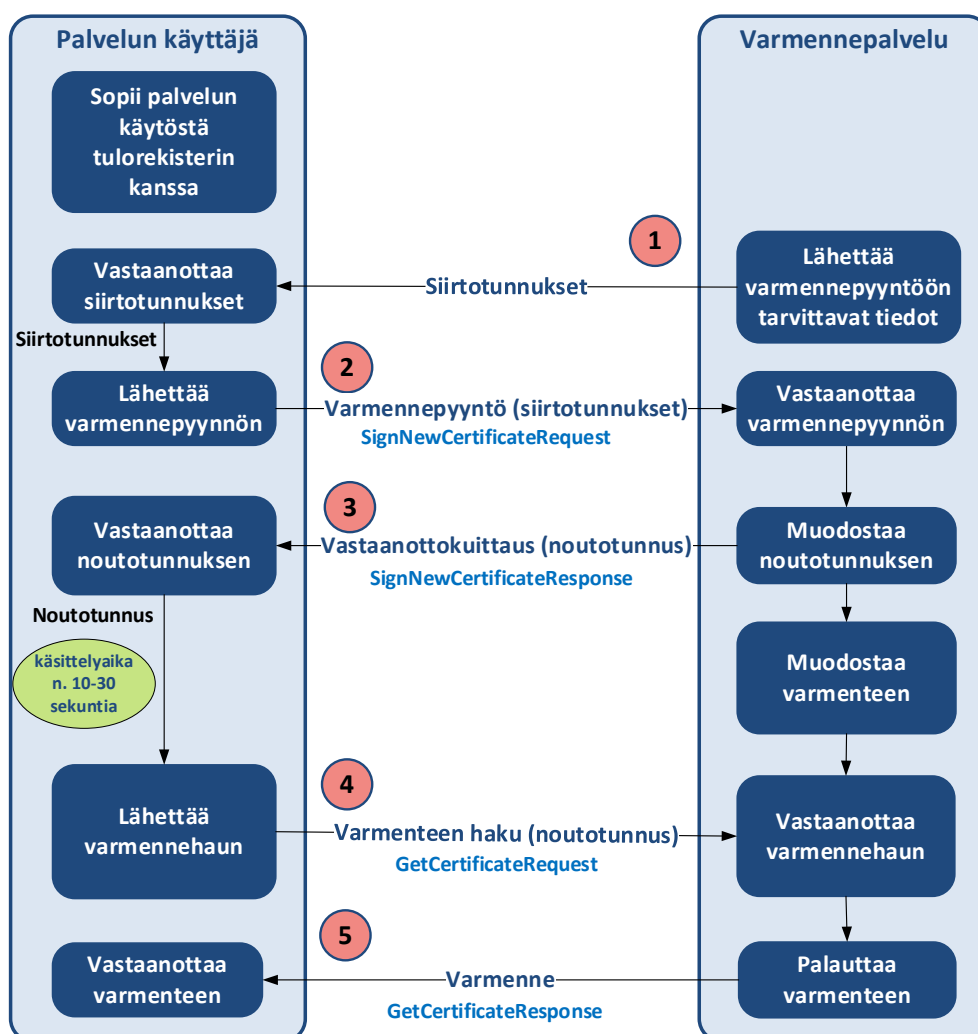 Palvelun käyttäjä
Varmennepalvelu
Sopii palvelun
käytöstä
tulorekisterin
kanssa
1
Vastaanottaa
siirtotunnukset
Siirtotunnukset
Lähettää
varmennepyyntöön
tarvittavat tiedot
Siirtotunnukset
2
Lähettää
varmennepyynnön
Varmennepyyntö (siirtotunnukset)
SignNewCertificateRequest
Vastaanottaa
varmennepyynnön
3
Vastaanottaa
noutotunnuksen
Vastaanottokuittaus (noutotunnus)
SignNewCertificateResponse
Muodostaa
noutotunnuksen
Noutotunnus
käsittelyaika
n. 10-30
sekuntia
Muodostaa
varmenteen
4
Lähettää
varmennehaun
Varmenteen haku (noutotunnus)
GetCertificateRequest
Vastaanottaa
varmennehaun
5
Vastaanottaa
varmenteen
Varmenne
GetCertificateResponse
Palauttaa
varmenteen